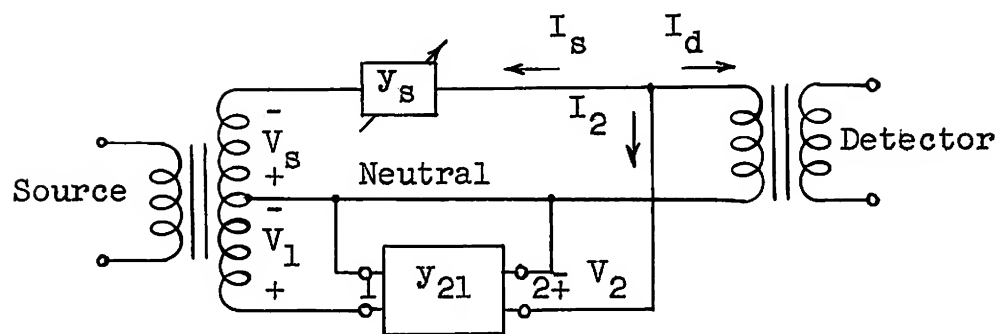 I_s I_d
y_s
-
V_s
+
I_2
Source
Neutral
Detector
-
V_1
+
1
y_21
2
-
+
V_2